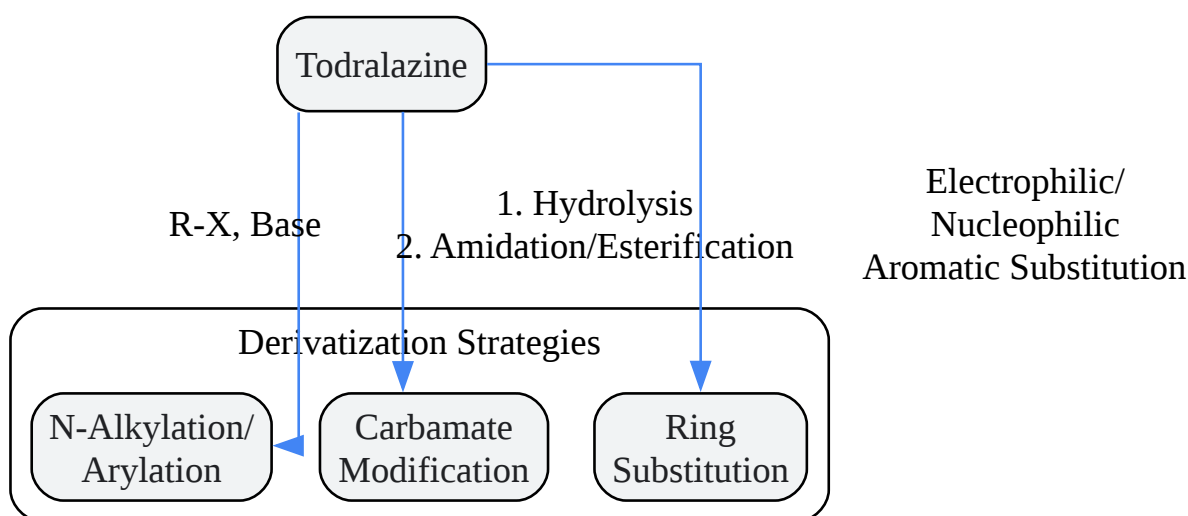 Todralazine
R-X, Base
1. Hydrolysis
2. Amidation/Esterification
Electrophilic/
Nucleophilic
Aromatic Substitution
Derivatization Strategies
N-Alkylation/
Arylation
Carbamate
Modification
Ring
Substitution